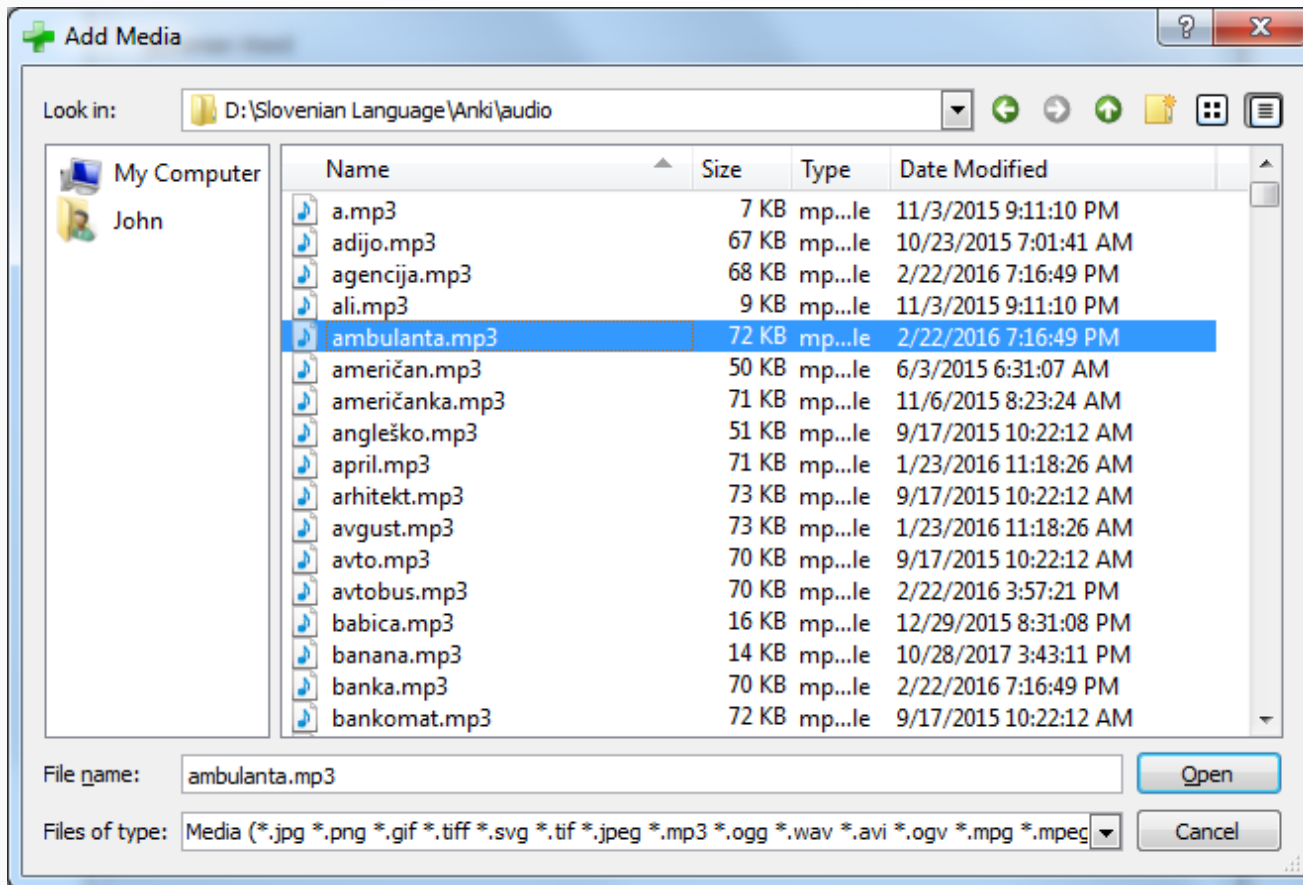 Add Media
Look in: D:\Slovenian Language\Anki\audio
My Computer
John
Name Size Type Date Modified
a.mp3 7 KB mp...le 11/3/2015 9:11:10 PM
adijo.mp3 67 KB mp...le 10/23/2015 7:01:41 AM
agencija.mp3 68 KB mp...le 2/22/2016 7:16:49 PM
ali.mp3 9 KB mp...le 11/3/2015 9:11:10 PM
ambulanta.mp3 72 KB mp...le 2/22/2016 7:16:49 PM
američan.mp3 50 KB mp...le 6/3/2015 6:31:07 AM
američanka.mp3 71 KB mp...le 11/6/2015 8:23:24 AM
angleško.mp3 51 KB mp...le 9/17/2015 10:22:12 AM
april.mp3 71 KB mp...le 1/23/2016 11:18:26 AM
arhitekt.mp3 73 KB mp...le 9/17/2015 10:22:12 AM
avgust.mp3 73 KB mp...le 1/23/2016 11:18:26 AM
avto.mp3 70 KB mp...le 9/17/2015 10:22:12 AM
avtobus.mp3 70 KB mp...le 2/22/2016 3:57:21 PM
babica.mp3 16 KB mp...le 12/29/2015 8:31:08 PM
banana.mp3 14 KB mp...le 10/28/2017 3:43:11 PM
banka.mp3 70 KB mp...le 2/22/2016 7:16:49 PM
bankomat.mp3 72 KB mp...le 9/17/2015 10:22:12 AM
File name: ambulanta.mp3 Open
Files of type: Media (*.jpg *.png *.gif *.tiff *.svg *.tif *.jpeg *.mp3 *.ogg *.wav *.avi *.ogv *.mpg *.mpeg Cancel